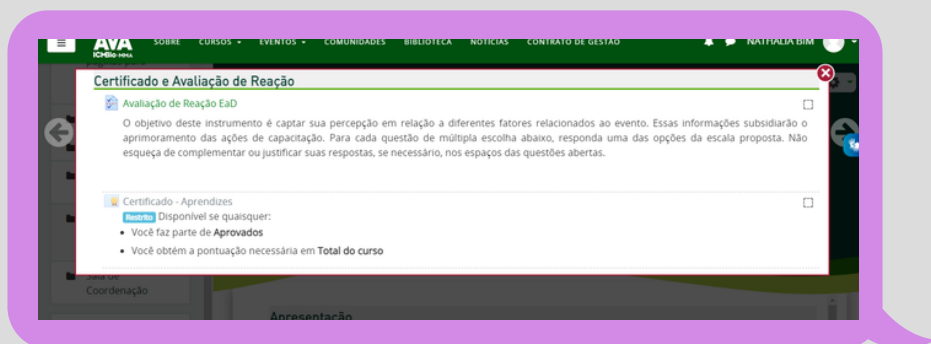 AVA
ICMBio-MMA
SOBRE CURSOS EVENTOS COMUNIDADES BIBLIOTECA NOTÍCIAS CONTRATO DE GESTÃO NATHALIA BIM
Certificado e Avaliação de Reação
Avaliação de Reação EaD
O objetivo deste instrumento é captar sua percepção em relação a diferentes fatores relacionados ao evento. Essas informações subsidiarão o
aprimoramento das ações de capacitação. Para cada questão de múltipla escolha abaixo, responda uma das opções da escala proposta. Não
esqueça de complementar ou justificar suas respostas, se necessário, nos espaços das questões abertas.
Certificado - Aprendizes
Restrito Disponível se quaisquer:
Você faz parte de Aprovados
Você obtém a pontuação necessária em Total do curso
Sala de
Coordenação
Apresentação